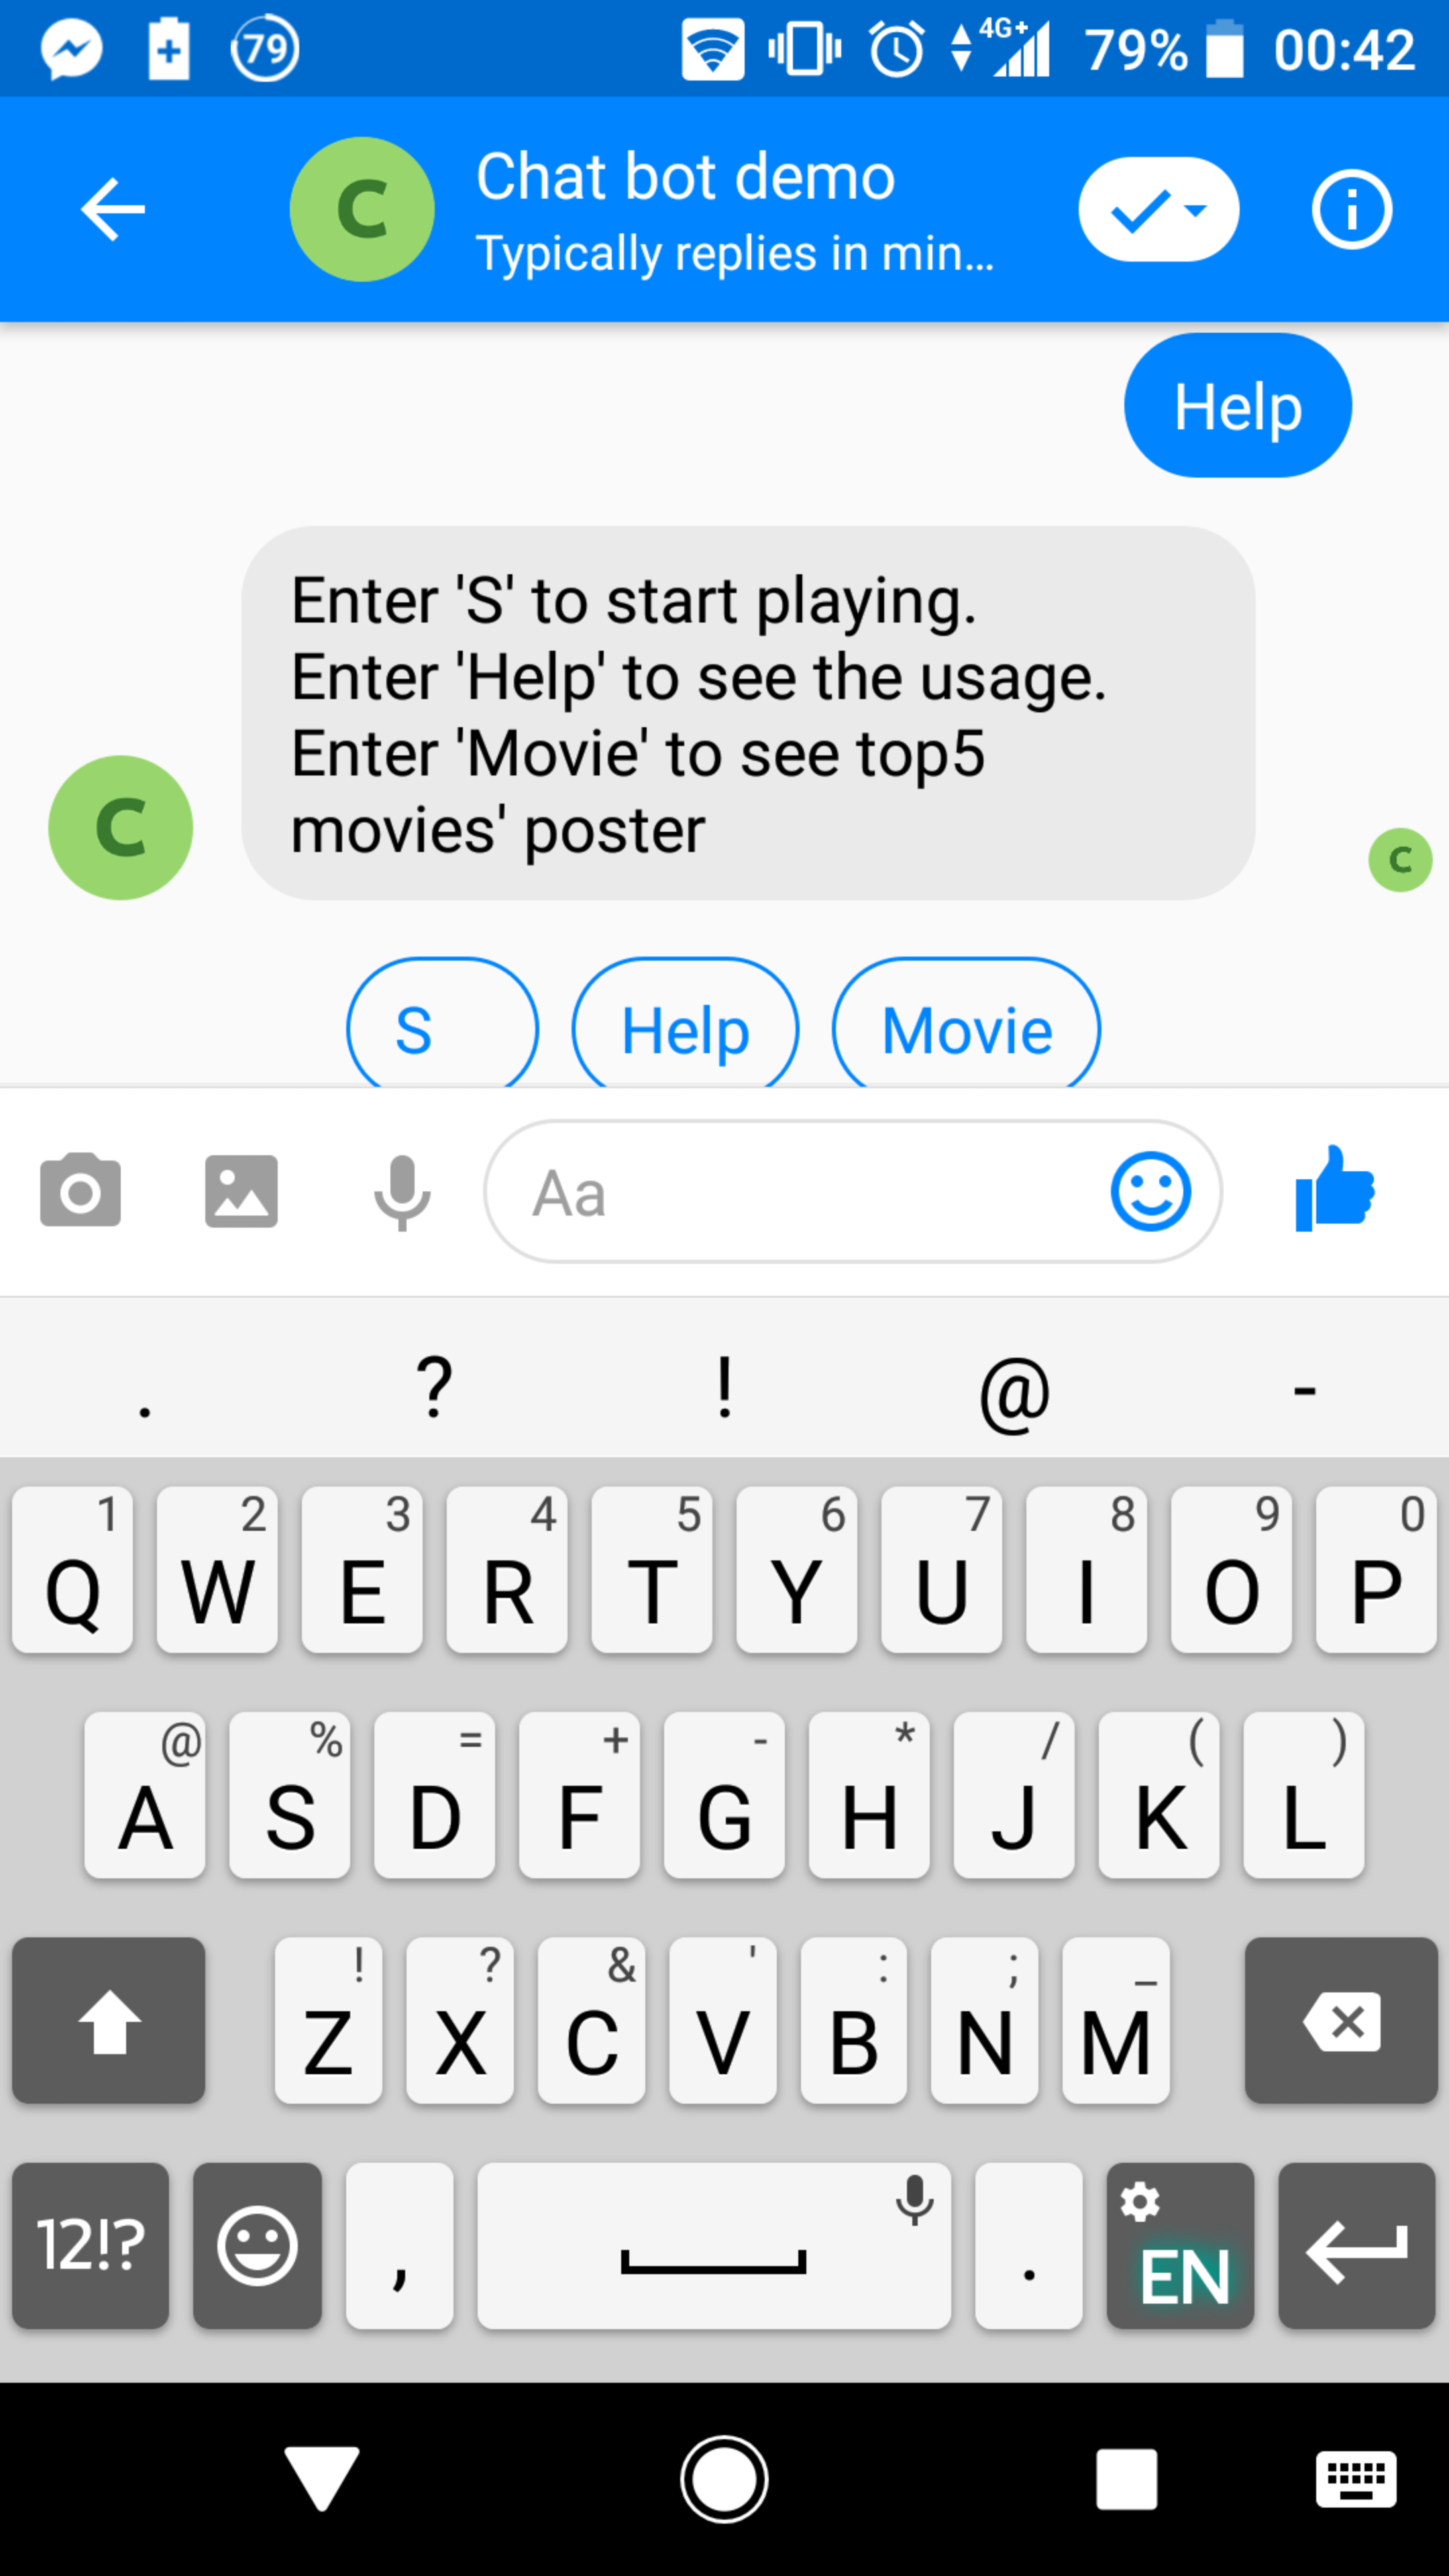 79 4G+ 79% 00:42
C Chat bot demo
Typically replies in min...
Help
Enter 'S' to start playing.
Enter 'Help' to see the usage.
Enter 'Movie' to see top5
movies' poster
C
C
S Help Movie
Aa
. ? ! @ -
1 2 3 4 5 6 7 8 9 0
Q W E R T Y U I O P
@ % = + - * / ( )
A S D F G H J K L
! ? & ' : ; _
Z X C V B N M
12!? , . EN